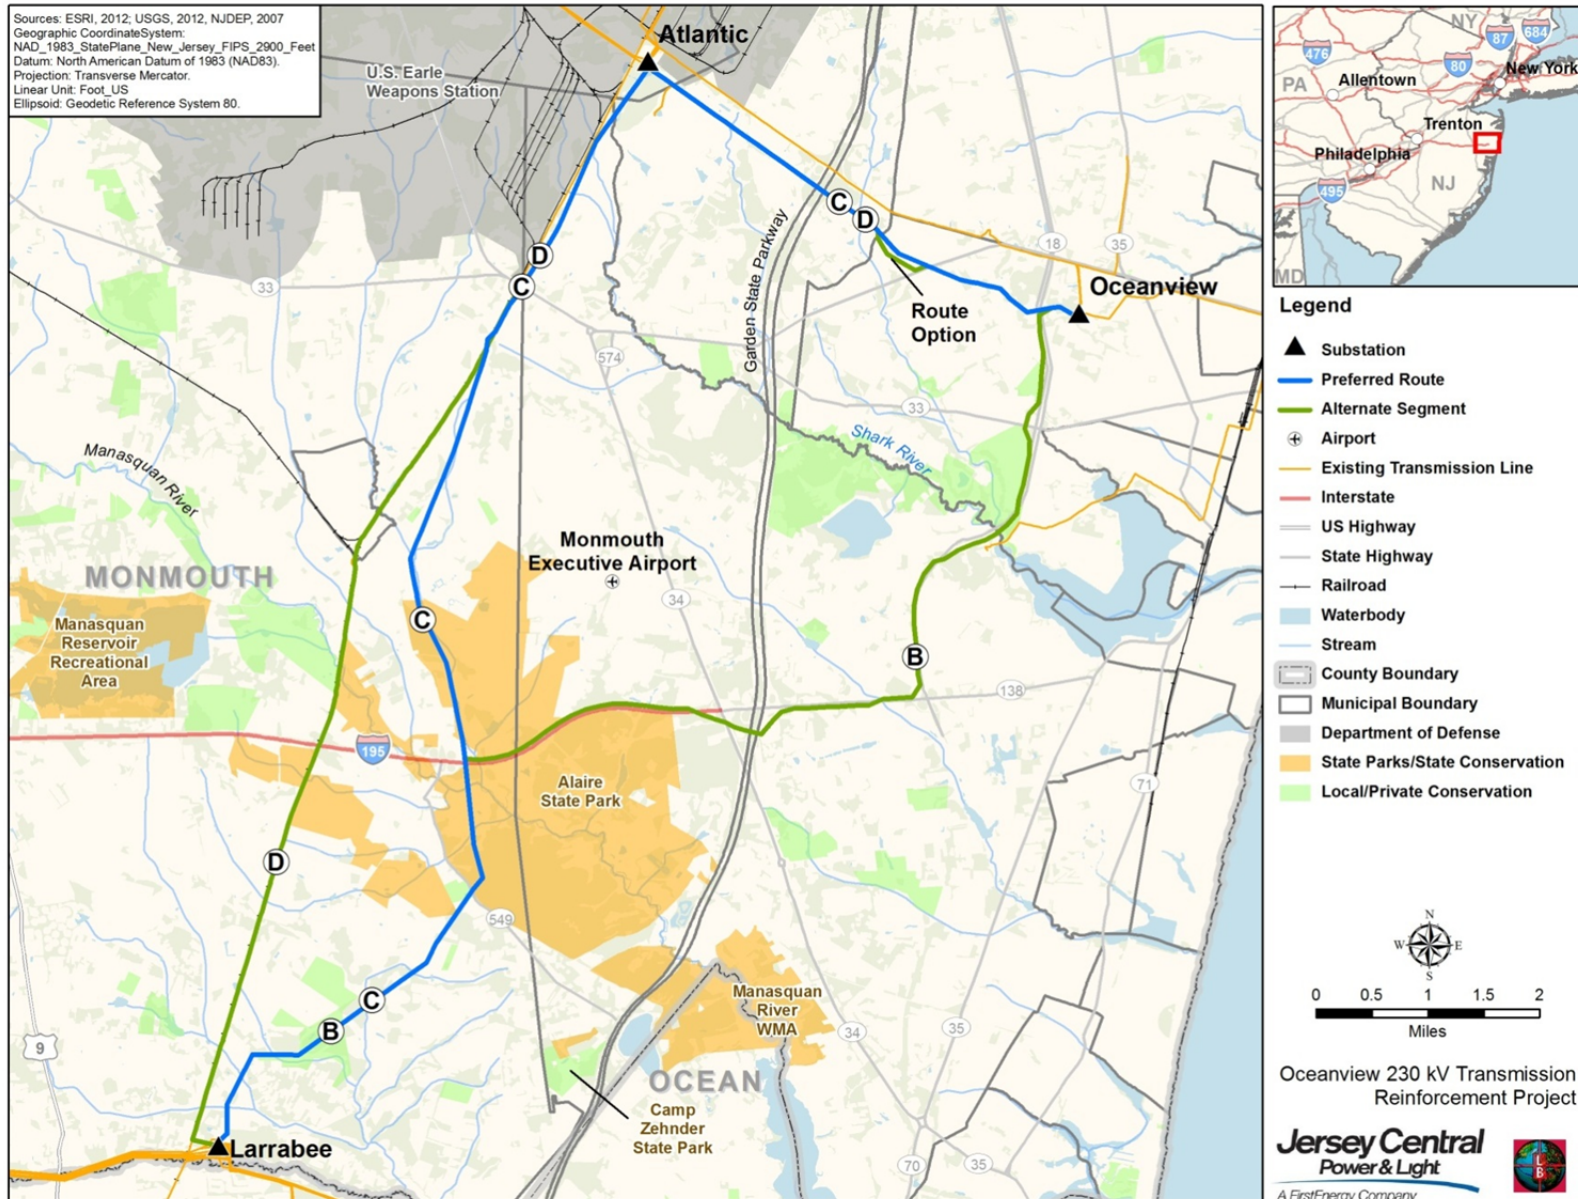 Sources: ESRI, 2012; USGS, 2012, NJDEP, 2007
Geographic CoordinateSystem:
NAD_1983_StatePlane_New_Jersey_FIPS_2900_Feet
Datum: North American Datum of 1983 (NAD83).
Projection: Transverse Mercator.
Linear Unit: Foot_US
Ellipsoid: Geodetic Reference System 80.
Atlantic
U.S. Earle
Weapons Station
C
D
D
C
33
18
35
Oceanview
Route
Option
Garden State Parkway
574
33
Shark River
Manasquan River
Monmouth
Executive Airport
MONMOUTH
34
C
Manasquan
Reservoir
Recreational
Area
B
138
195
Alaire
State Park
71
D
549
C
B
Manasquan
River
WMA
34
35
9
OCEAN
Camp
Zehnder
State Park
Larrabee
70
35
NY
87
684
476
80
New York
PA
Allentown
Trenton
Philadelphia
495
NJ
MD
Legend
Substation
Preferred Route
Alternate Segment
Airport
Existing Transmission Line
Interstate
US Highway
State Highway
Railroad
Waterbody
Stream
County Boundary
Municipal Boundary
Department of Defense
State Parks/State Conservation
Local/Private Conservation
N
W E
S
0 0.5 1 1.5 2
Miles
Oceanview 230 kV Transmission
Reinforcement Project
Jersey Central
Power & Light
A FirstEnergy Company
L
B